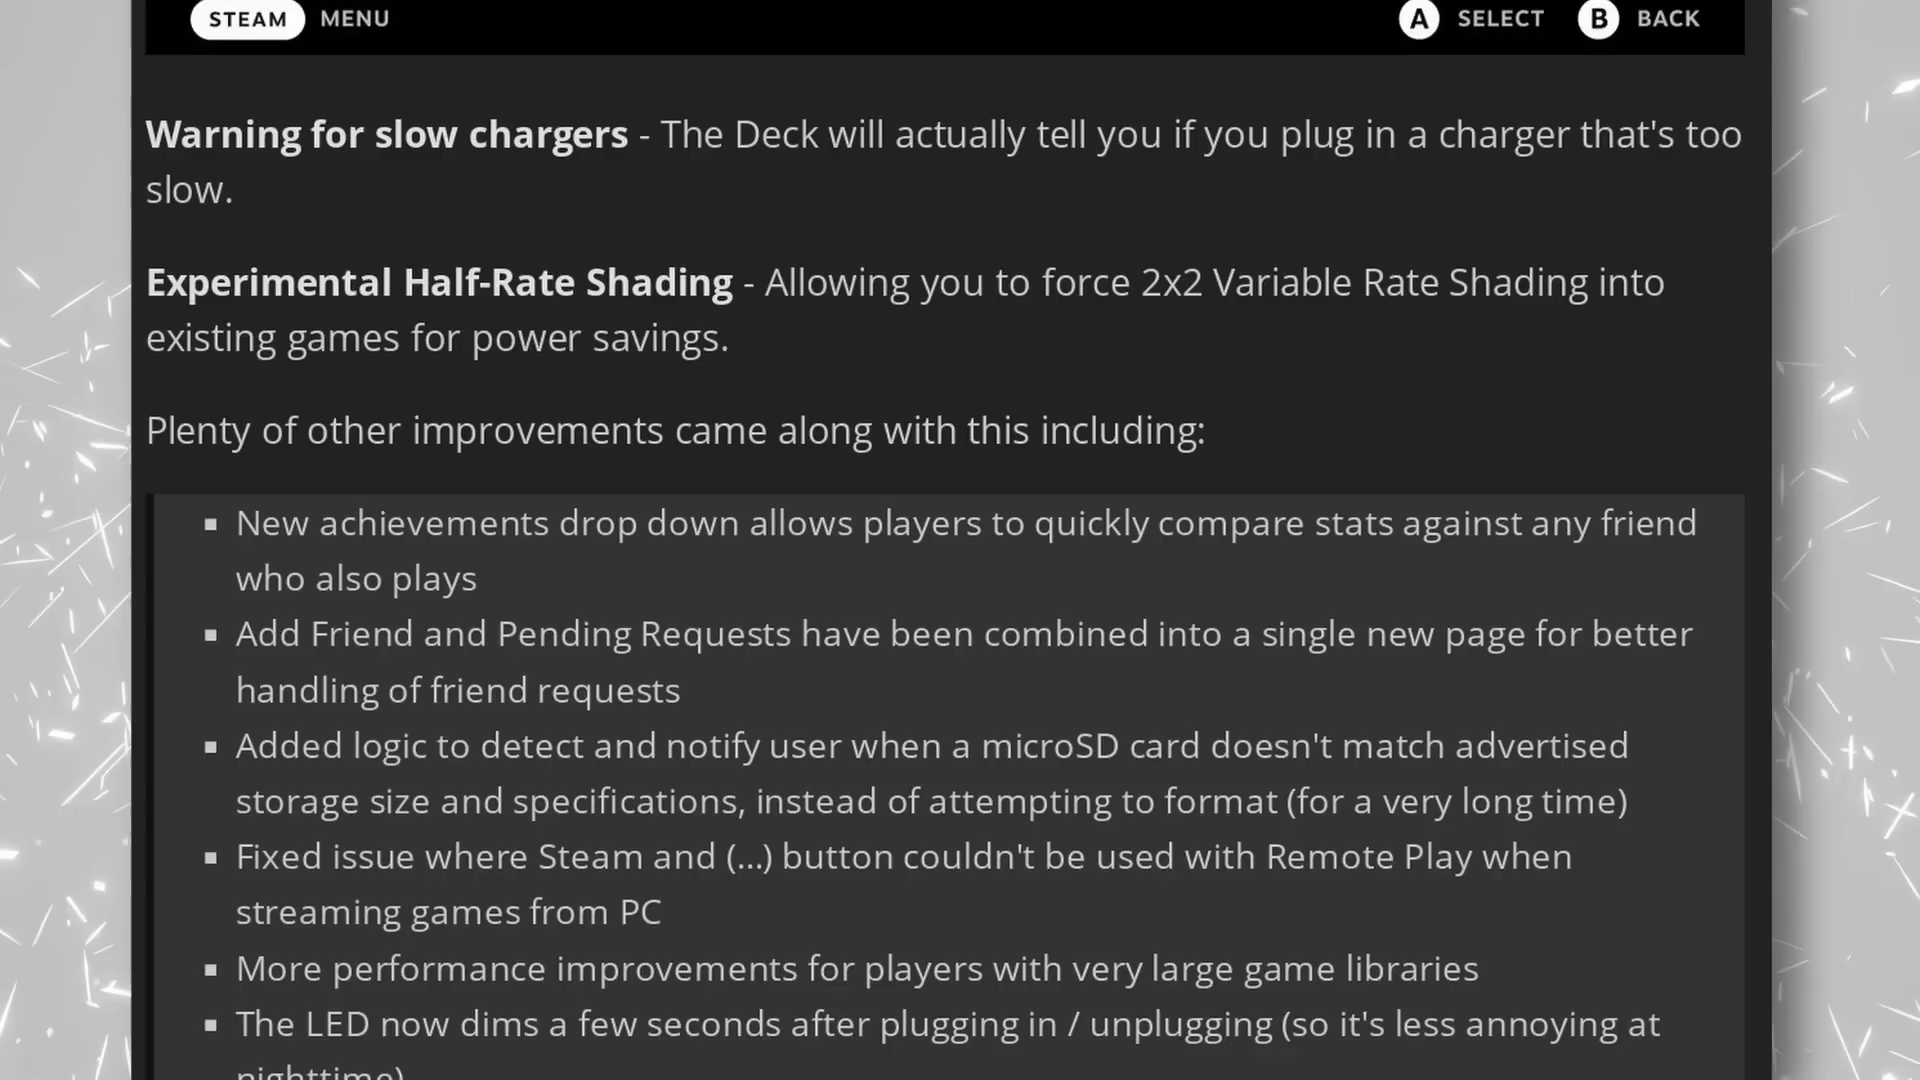 STEAM MENU A SELECT B BACK
Warning for slow chargers - The Deck will actually tell you if you plug in a charger that's too
slow.
Experimental Half-Rate Shading - Allowing you to force 2x2 Variable Rate Shading into
existing games for power savings.
Plenty of other improvements came along with this including:
▪ New achievements drop down allows players to quickly compare stats against any friend
who also plays
▪ Add Friend and Pending Requests have been combined into a single new page for better
handling of friend requests
▪ Added logic to detect and notify user when a microSD card doesn't match advertised
storage size and specifications, instead of attempting to format (for a very long time)
▪ Fixed issue where Steam and (...) button couldn't be used with Remote Play when
streaming games from PC
▪ More performance improvements for players with very large game libraries
▪ The LED now dims a few seconds after plugging in / unplugging (so it's less annoying at
nighttime)